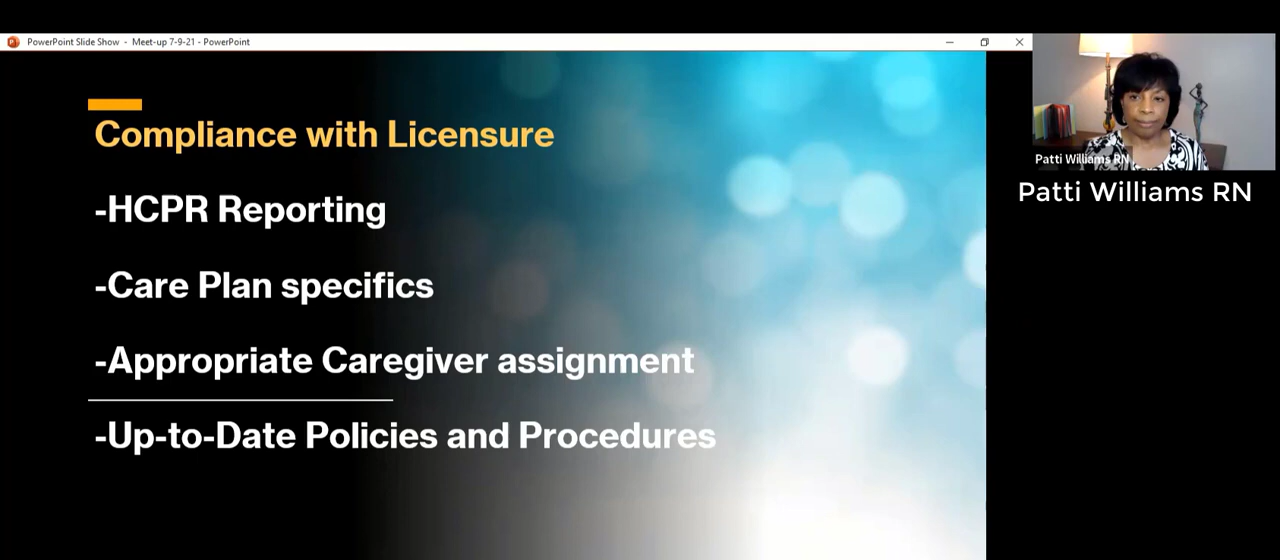 PowerPoint Slide Show - Meet-up 7-9-21 - PowerPoint
Compliance with Licensure
-HCPR Reporting
-Care Plan specifics
-Appropriate Caregiver assignment
-Up-to-Date Policies and Procedures
Patti Williams RN
Patti Williams RN